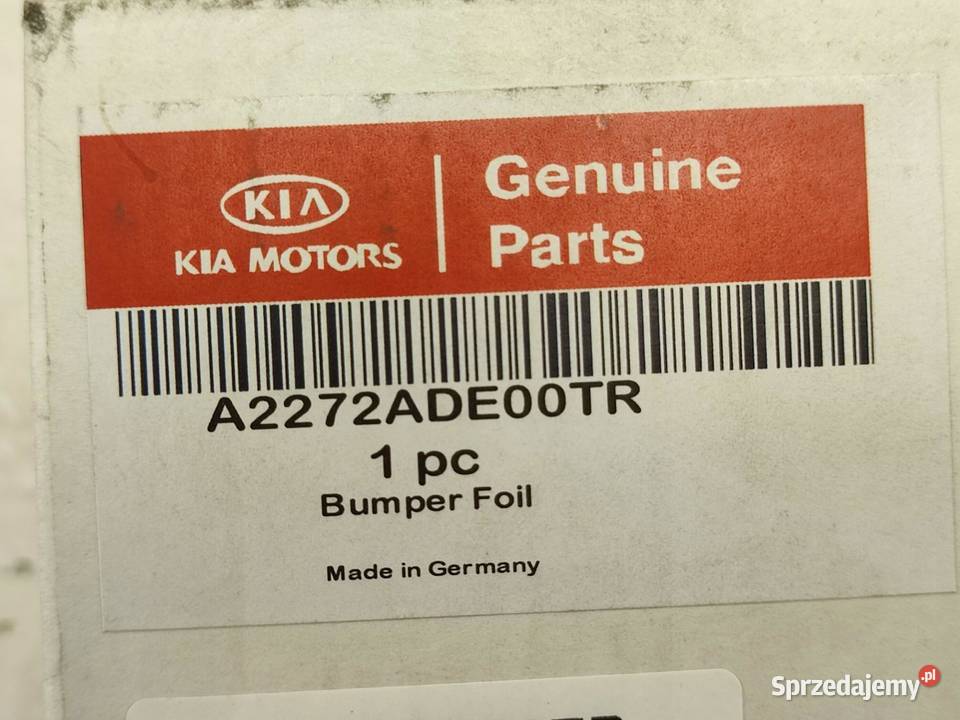 KIA
KIA MOTORS
Genuine
Parts
A2272ADE00TR
1 pc
Bumper Foil
Made in Germany
Sprzedajemy.pl